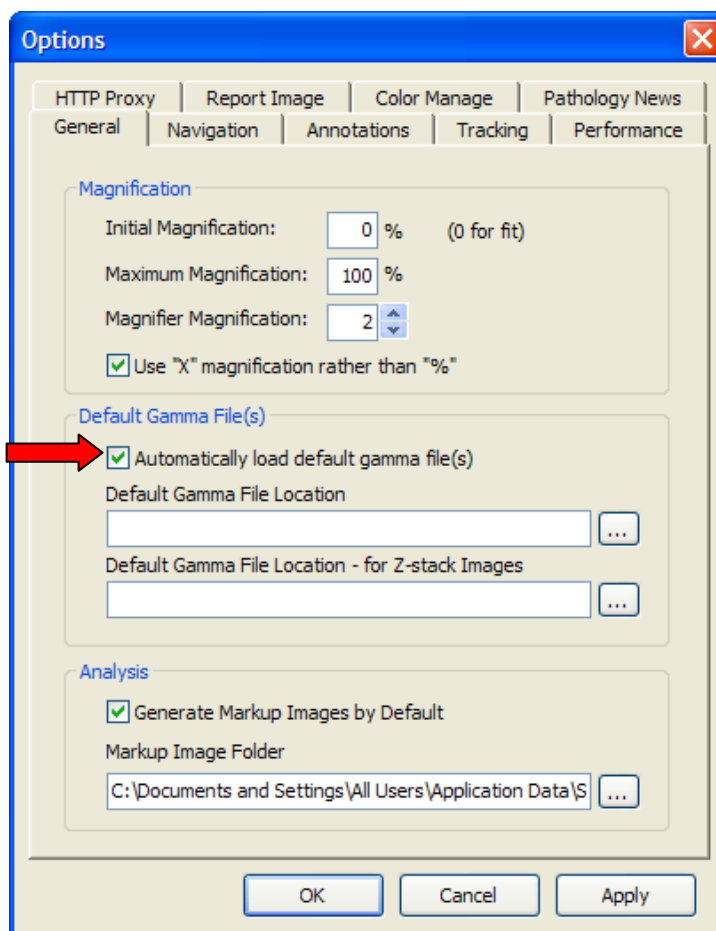 Options
HTTP Proxy Report Image Color Manage Pathology News
General Navigation Annotations Tracking Performance
Magnification
Initial Magnification: 0 % (0 for fit)
Maximum Magnification: 100 %
Magnifier Magnification: 2
Use "X" magnification rather than "%"
Default Gamma File(s)
Automatically load default gamma file(s)
Default Gamma File Location
...
Default Gamma File Location - for Z-stack Images
...
Analysis
Generate Markup Images by Default
Markup Image Folder
C:\Documents and Settings\All Users\Application Data\S ...
OK Cancel Apply